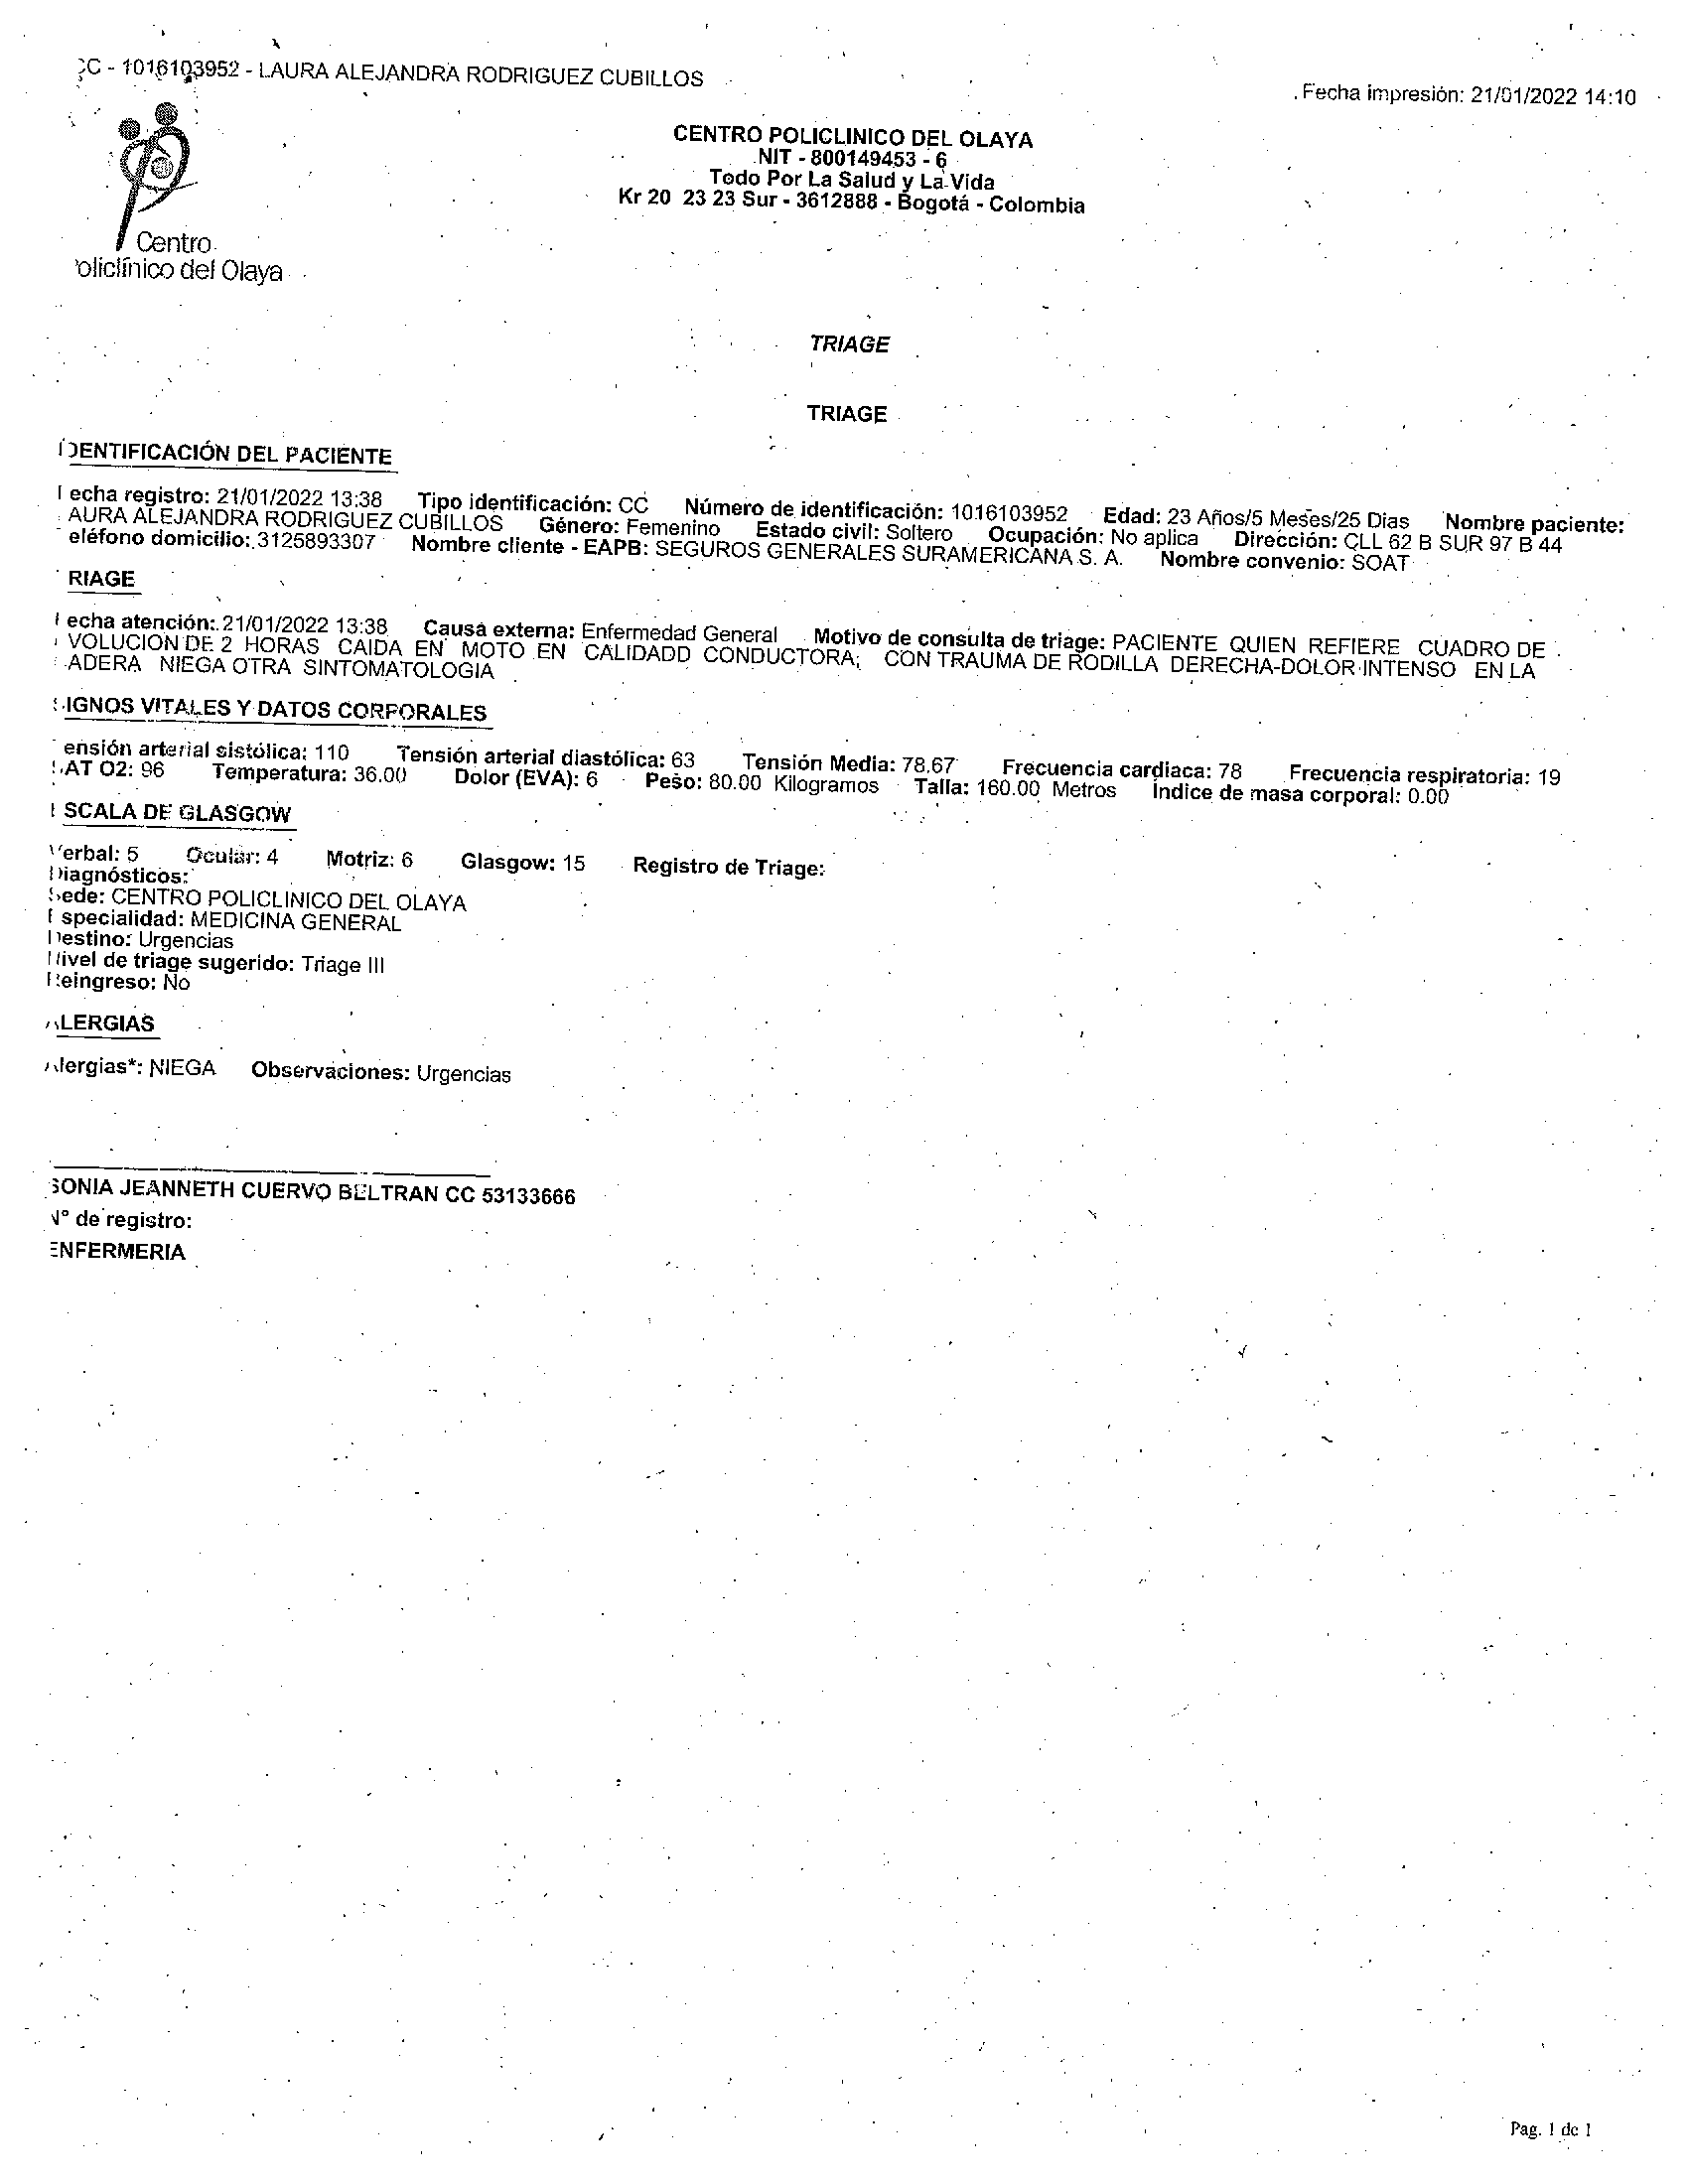 CC - 1016103952 - LAURA ALEJANDRA RODRIGUEZ CUBILLOS
Fecha impresión: 21/01/2022 14:10
CENTRO POLICLINICO DEL OLAYA
NIT - 800149453 - 6
Todo Por La Salud y La Vida
Kr 20 23 23 Sur - 3612888 - Bogotá - Colombia
Centro
oliclínico del Olaya
TRIAGE
TRIAGE
IDENTIFICACIÓN DEL PACIENTE
echa registro: 21/01/2022 13:38 Tipo identificación: CC Número de identificación: 1016103952 Edad: 23 Años/5 Meses/25 Dias Nombre paciente:
AURA ALEJANDRA RODRIGUEZ CUBILLOS Género: Femenino Estado civil: Soltero Ocupación: No aplica Dirección: CLL 62 B SUR 97 B 44
eléfono domicilio: 3125893307 Nombre cliente - EAPB: SEGUROS GENERALES SURAMERICANA S. A. Nombre convenio: SOAT
RIAGE
echa atención: 21/01/2022 13:38 Causa externa: Enfermedad General Motivo de consulta de triage: PACIENTE QUIEN REFIERE CUADRO DE
VOLUCION DE 2 HORAS CAIDA EN MOTO EN CALIDADD CONDUCTORA; CON TRAUMA DE RODILLA DERECHA-DOLOR INTENSO EN LA
ADERA NIEGA OTRA SINTOMATOLOGIA
SIGNOS VITALES Y DATOS CORPORALES
ensión arterial sistólica: 110 Tensión arterial diastólica: 63 Tensión Media: 78.67 Frecuencia cardiaca: 78 Frecuencia respiratoria: 19
SAT O2: 96 Temperatura: 36.00 Dolor (EVA): 6 Peso: 80.00 Kilogramos Talla: 160.00 Metros Índice de masa corporal: 0.00
ESCALA DE GLASGOW
Verbal: 5 Ocular: 4 Motriz: 6 Glasgow: 15 Registro de Triage:
Diagnósticos:
Sede: CENTRO POLICLINICO DEL OLAYA
Especialidad: MEDICINA GENERAL
Destino: Urgencias
Nivel de triage sugerido: Triage III
Reingreso: No
ALERGIAS
Alergias*: NIEGA Observaciones: Urgencias
SONIA JEANNETH CUERVO BELTRAN CC 53133666
N° de registro:
ENFERMERIA
Pag. 1 de 1